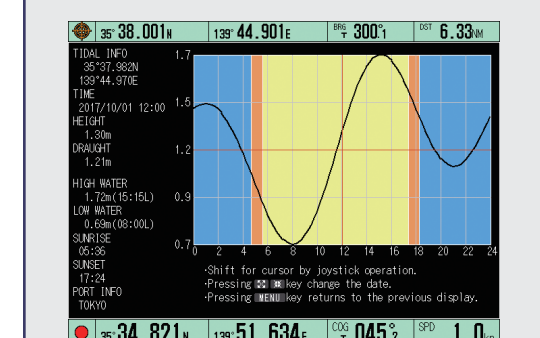 35° 38.001N 139° 44.901E BRG T 300°1 DST 6.33NM
TIDAL INFO
35°37.982N
139°44.970E
TIME
2017/10/01 12:00
HEIGHT
1.30m
DRAUGHT
1.21m
HIGH WATER
1.72m(15:15L)
LOW WATER
0.69m(08:00L)
SUNRISE
05:36
SUNSET
17:24
PORT INFO
TOKYO
1.7
1.5
1.2
0.9
0.7
0 2 4 6 8 10 12 14 16 18 20 22 24
·Shift for cursor by joystick operation.
·Pressing key change the date.
·Pressing MENU key returns to the previous display.
35° 34.821N 139° 51.634E COG T 045°2 SPD 1.0kn